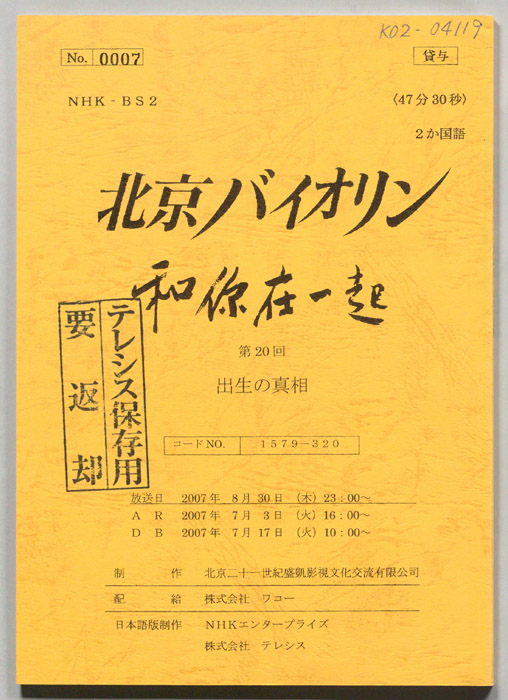 K02-04119
No. 0007
貸与
NHK-BS2
〈47分30秒〉
2か国語
北京バイオリン
和你在一起
第20回
出生の真相
テレシス保存用
要返却
コードNO. 1579-320
放送日 2007年 8月30日 (木) 23:00~
AR 2007年 7月 3日 (火) 16:00~
DB 2007年 7月17日 (火) 10:00~
制作 北京二十一世紀盛凱影視文化交流有限公司
配給 株式会社 ワコー
日本語版制作 NHKエンタープライズ
株式会社 テレシス